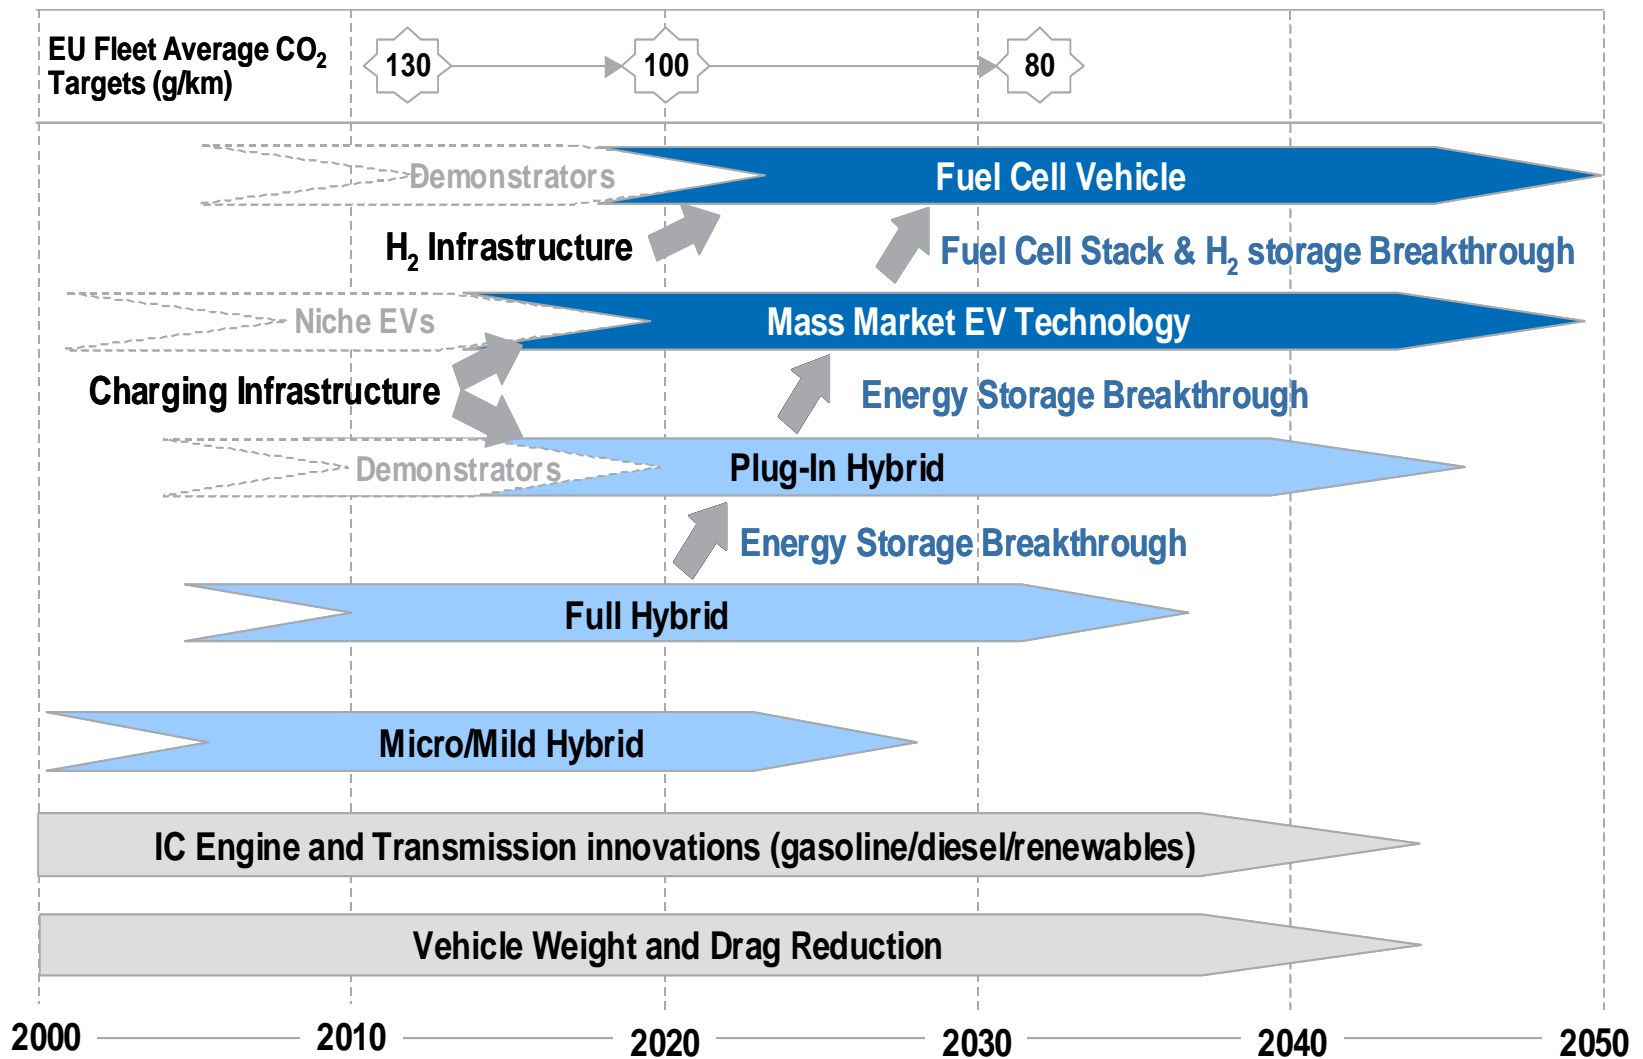 EU Fleet Average CO₂
Targets (g/km)
130
100
80
Demonstrators
Fuel Cell Vehicle
H₂ Infrastructure
Fuel Cell Stack & H₂ storage Breakthrough
Niche EVs
Mass Market EV Technology
Charging Infrastructure
Energy Storage Breakthrough
Demonstrators
Plug-In Hybrid
Energy Storage Breakthrough
Full Hybrid
Micro/Mild Hybrid
IC Engine and Transmission innovations (gasoline/diesel/renewables)
Vehicle Weight and Drag Reduction
2000
2010
2020
2030
2040
2050